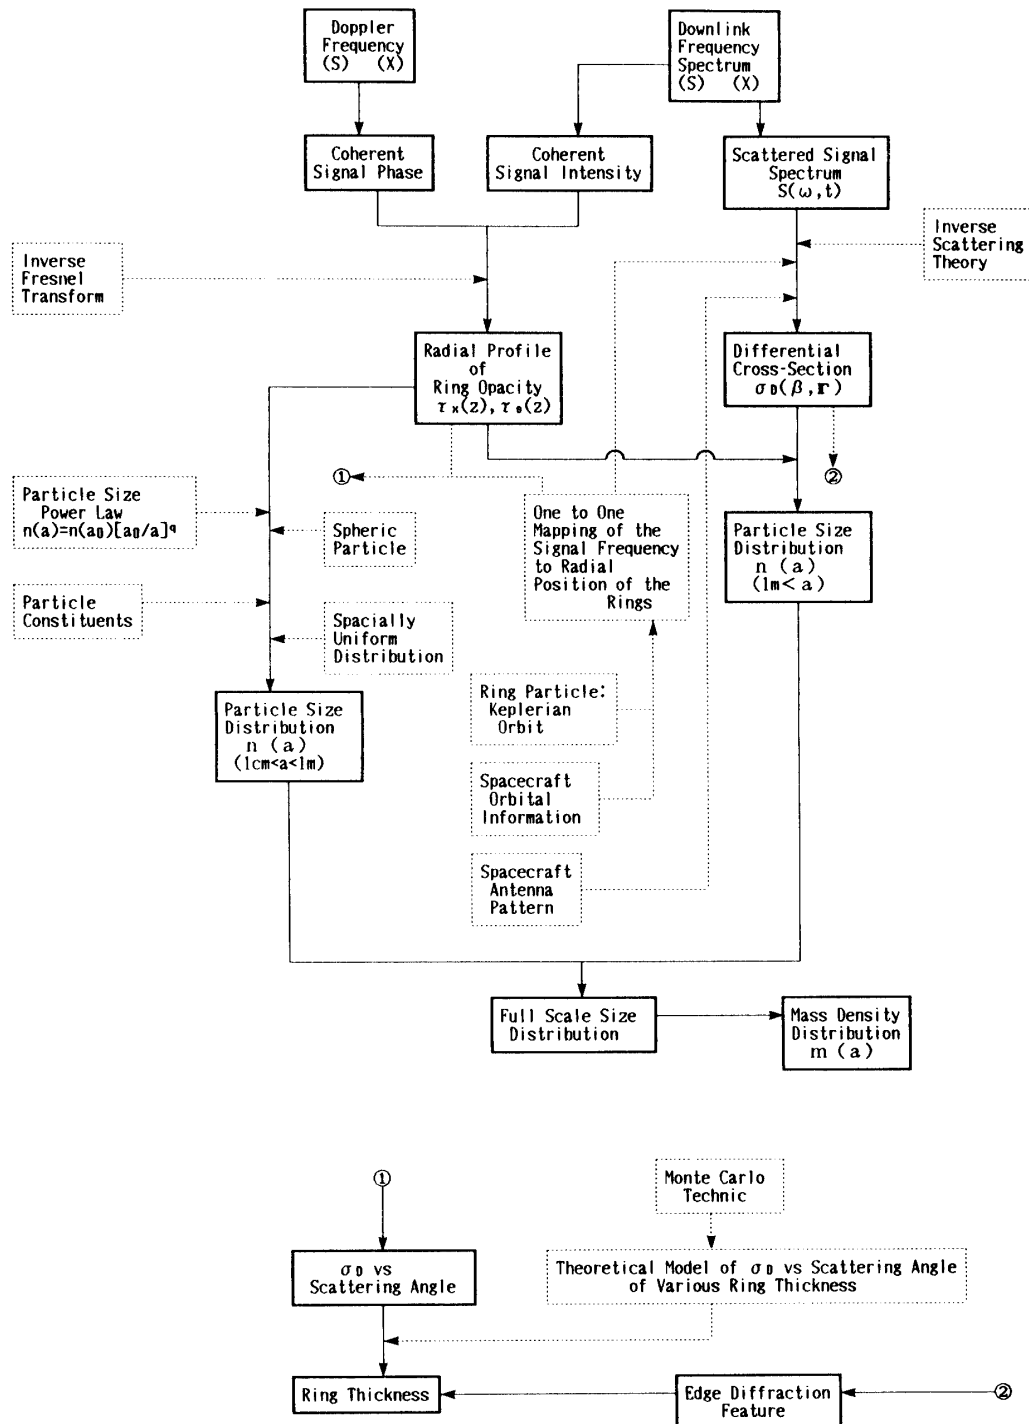 Doppler
Frequency
(S) (X)
Downlink
Frequency
Spectrum
(S) (X)
Coherent
Signal Phase
Coherent
Signal Intensity
Scattered Signal
Spectrum
S(ω,t)
Inverse
Fresnel
Transform
Inverse
Scattering
Theory
Radial Profile
of
Ring Opacity
τx(z),τs(z)
Differential
Cross-Section
σD(β,r)
①
②
Particle Size
Power Law
n(a)=n(a0)[a0/a]q
Spheric
Particle
One to One
Mapping of the
Signal Frequency
to Radial
Position of the
Rings
Particle Size
Distribution
n (a)
(1m<a)
Particle
Constituents
Spacially
Uniform
Distribution
Ring Particle:
Keplerian
Orbit
Particle Size
Distribution
n (a)
(1cm<a<1m)
Spacecraft
Orbital
Information
Spacecraft
Antenna
Pattern
Full Scale Size
Distribution
Mass Density
Distribution
m (a)
①
Monte Carlo
Technic
σD vs
Scattering Angle
Theoretical Model of σD vs Scattering Angle
of Various Ring Thickness
Ring Thickness
Edge Diffraction
Feature
②